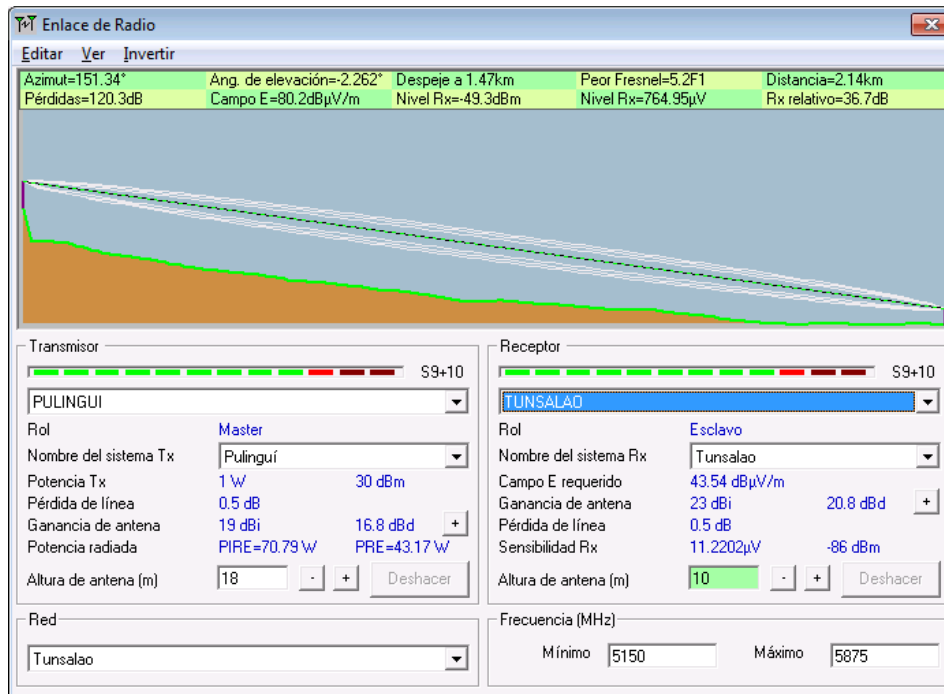 Enlace de Radio
Editar Ver Invertir
Azimut=151.34° Ang. de elevación=-2.262° Despeje a 1.47km Peor Fresnel=5.2F1 Distancia=2.14km
Pérdidas=120.3dB Campo E=80.2dBµV/m Nivel Rx=-49.3dBm Nivel Rx=764.95µV Rx relativo=36.7dB
Transmisor
S9+10
PULINGUI
Rol Master
Nombre del sistema Tx Pulinguí
Potencia Tx 1 W 30 dBm
Pérdida de línea 0.5 dB
Ganancia de antena 19 dBi 16.8 dBd +
Potencia radiada PIRE=70.79 W PRE=43.17 W
Altura de antena (m) 18 - + Deshacer
Red
Tunsalao
Receptor
S9+10
TUNSALAO
Rol Esclavo
Nombre del sistema Rx Tunsalao
Campo E requerido 43.54 dBµV/m
Ganancia de antena 23 dBi 20.8 dBd +
Pérdida de línea 0.5 dB
Sensibilidad Rx 11.2202µV -86 dBm
Altura de antena (m) 10 - + Deshacer
Frecuencia (MHz)
Mínimo 5150 Máximo 5875